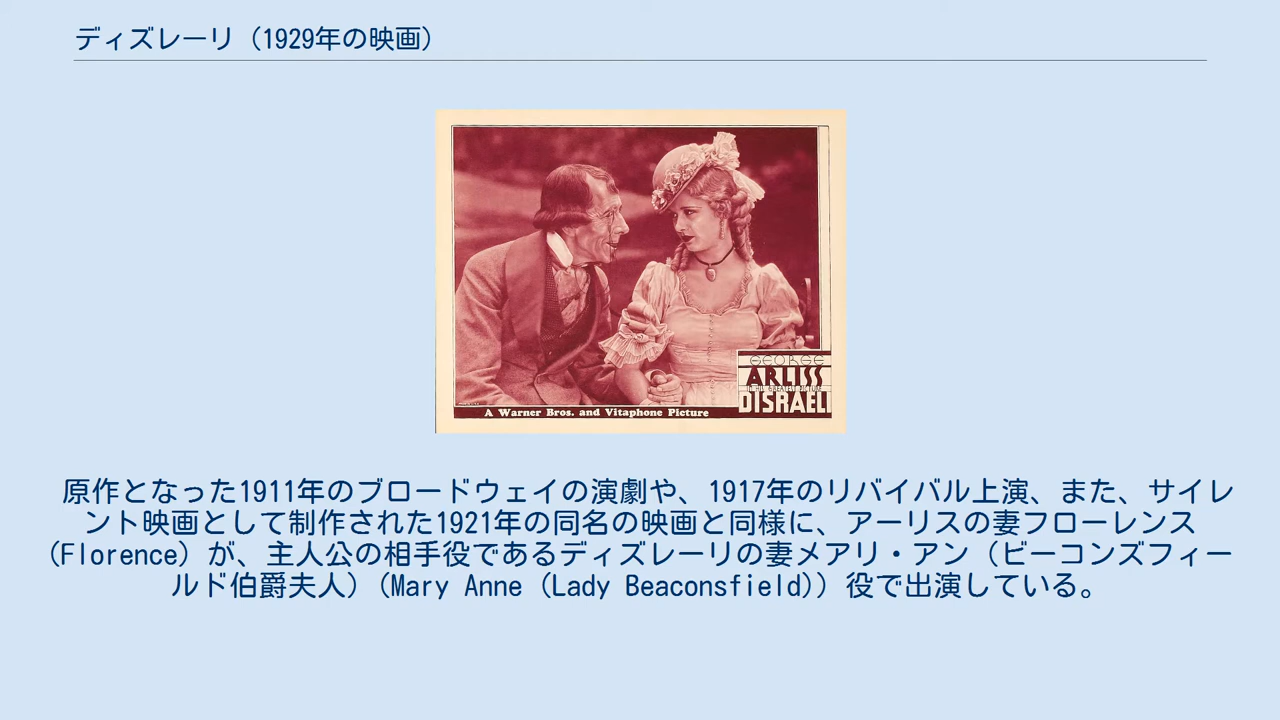 ディズレーリ（1929年の映画）
GEORGE
ARLISS
IN HIS GREATEST PICTURE
DISRAELI
A Warner Bros. and Vitaphone Picture
原作となった1911年のブロードウェイの演劇や、1917年のリバイバル上演、また、サイレ
ント映画として制作された1921年の同名の映画と同様に、アーリスの妻フローレンス
（Florence）が、主人公の相手役であるディズレーリの妻メアリ・アン（ビーコンズフィー
ルド伯爵夫人）（Mary Anne (Lady Beaconsfield)）役で出演している。